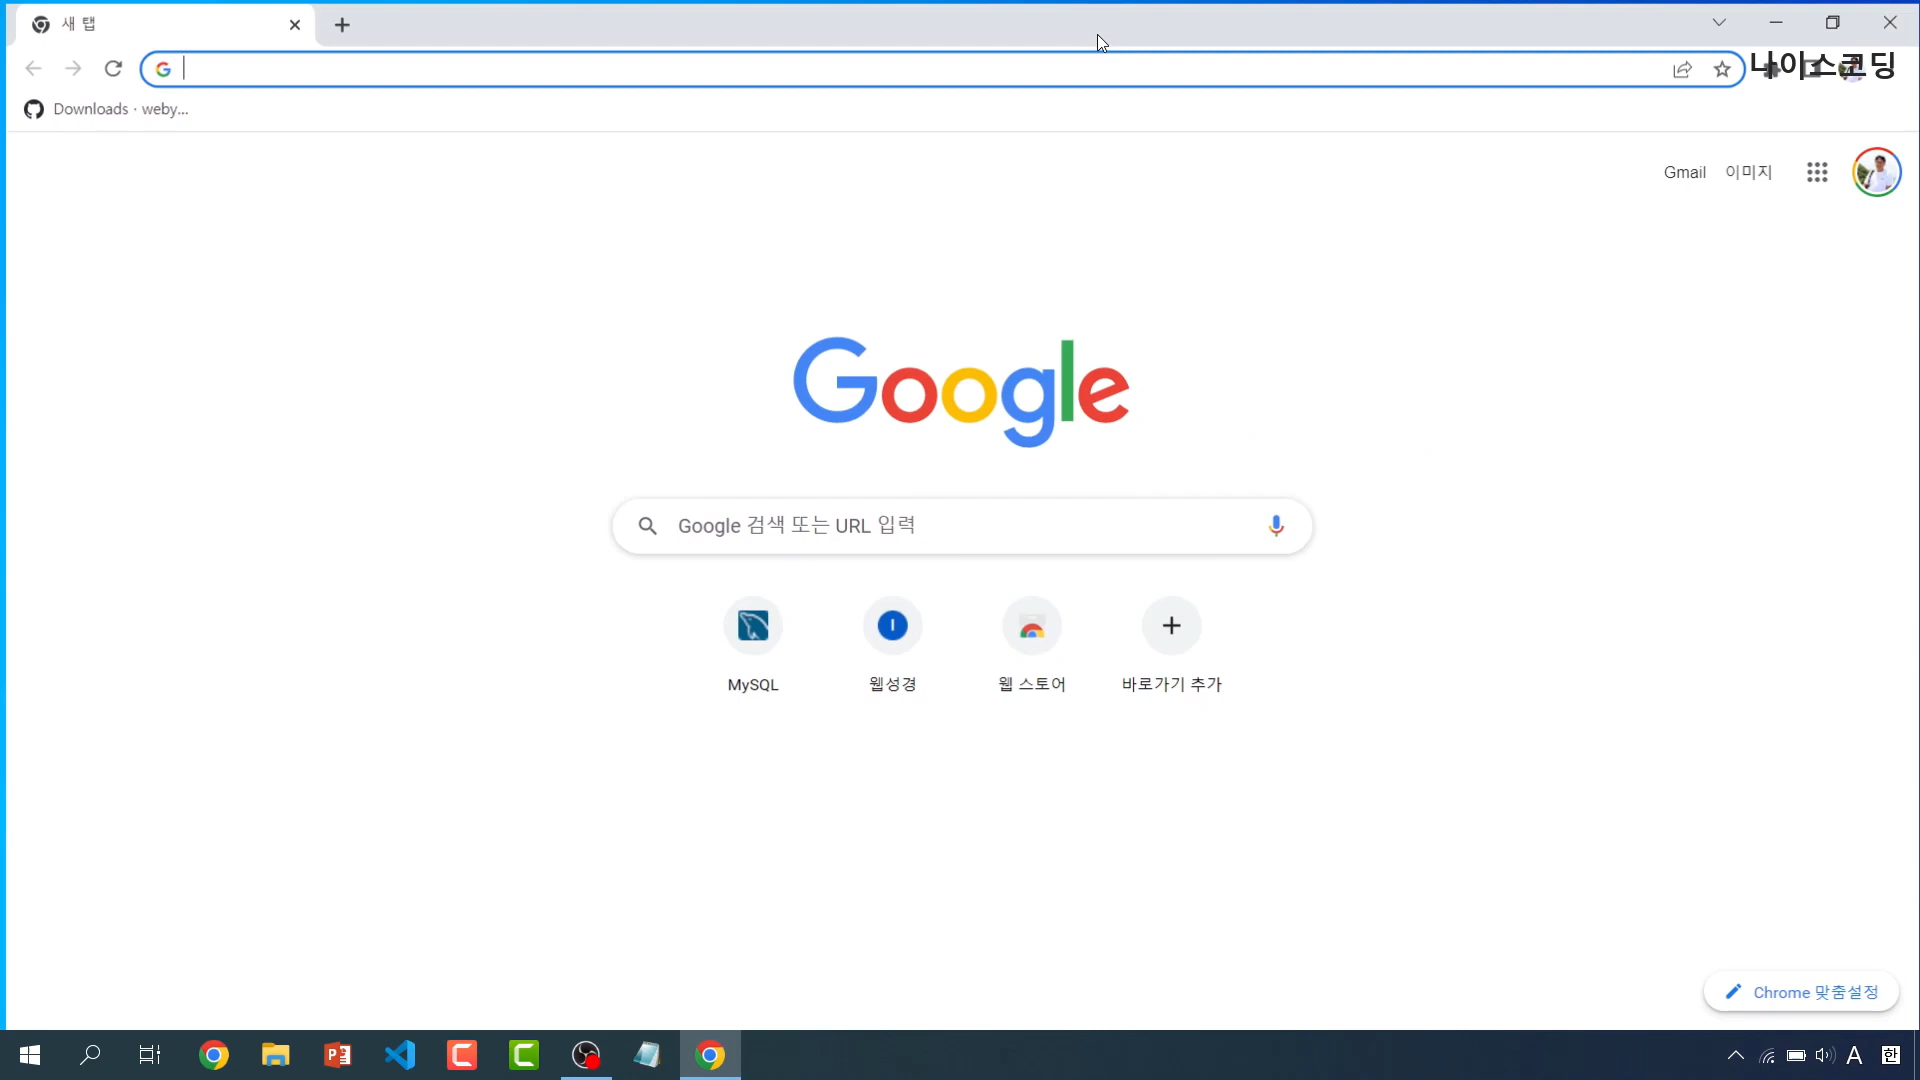 새 탭
나이스코딩
Downloads · weby...
Gmail 이미지
Google
Google 검색 또는 URL 입력
MySQL 웹성경 웹 스토어 바로가기 추가
Chrome 맞춤설정
A 한